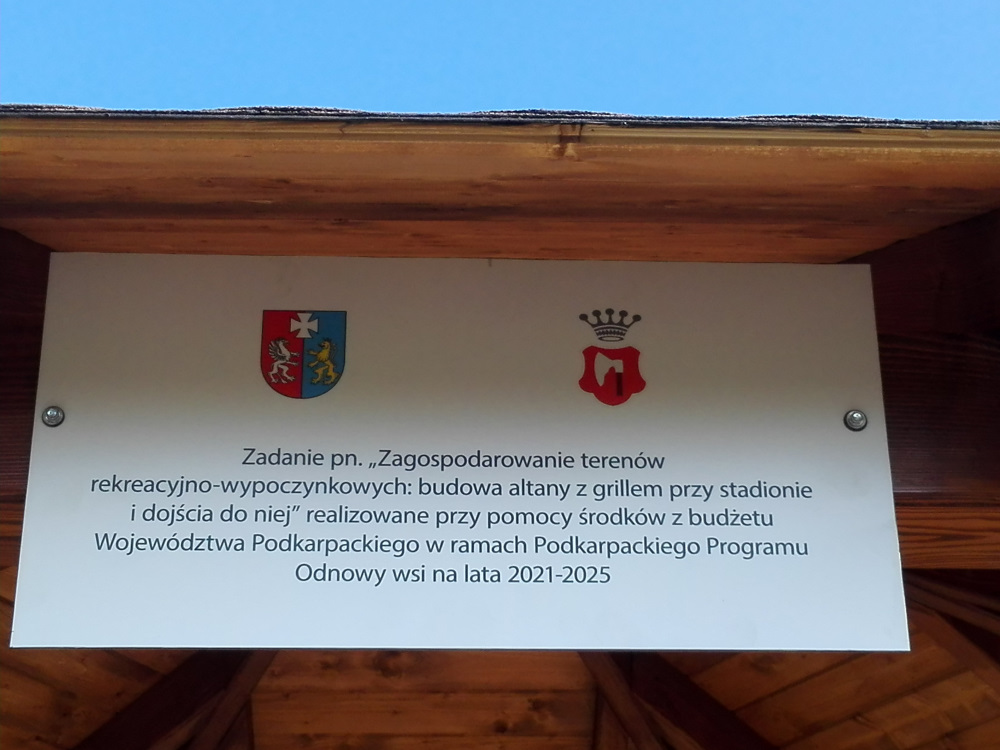 Zadanie pn. „Zagospodarowanie terenów
rekreacyjno-wypoczynkowych: budowa altany z grillem przy stadionie
i dojścia do niej” realizowane przy pomocy środków z budżetu
Województwa Podkarpackiego w ramach Podkarpackiego Programu
Odnowy wsi na lata 2021-2025